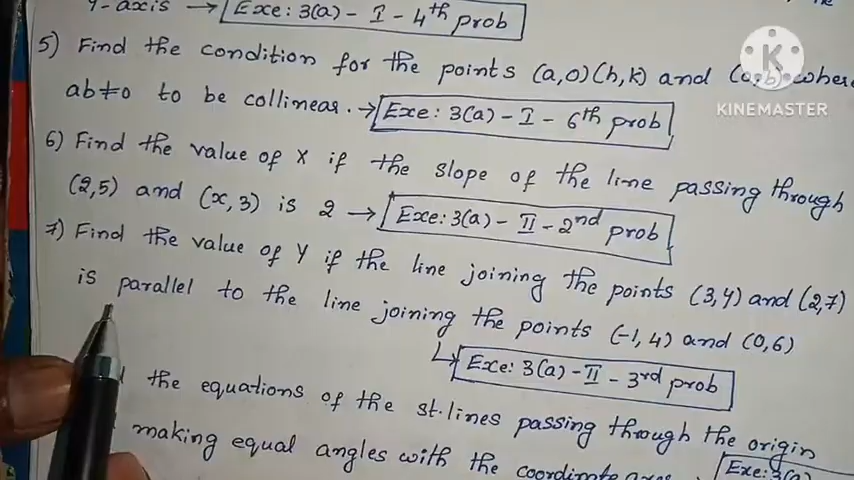 Y-axis → Exe: 3(a) - I - 4th prob
5) Find the condition for the points (a,0)(h,k) and (0,b) where
ab≠0 to be collinear. → Exe: 3(a) - I - 6th prob
6) Find the value of x if the slope of the line passing through
(2,5) and (x,3) is 2 → Exe: 3(a) - II - 2nd prob
7) Find the value of y if the line joining the points (3,y) and (2,7)
is parallel to the line joining the points (-1,4) and (0,6)
↳ Exe: 3(a) - II - 3rd prob
the equations of the st.lines passing through the origin
making equal angles with the coordinate axes Exe: 3(a)
K
KINEMASTER